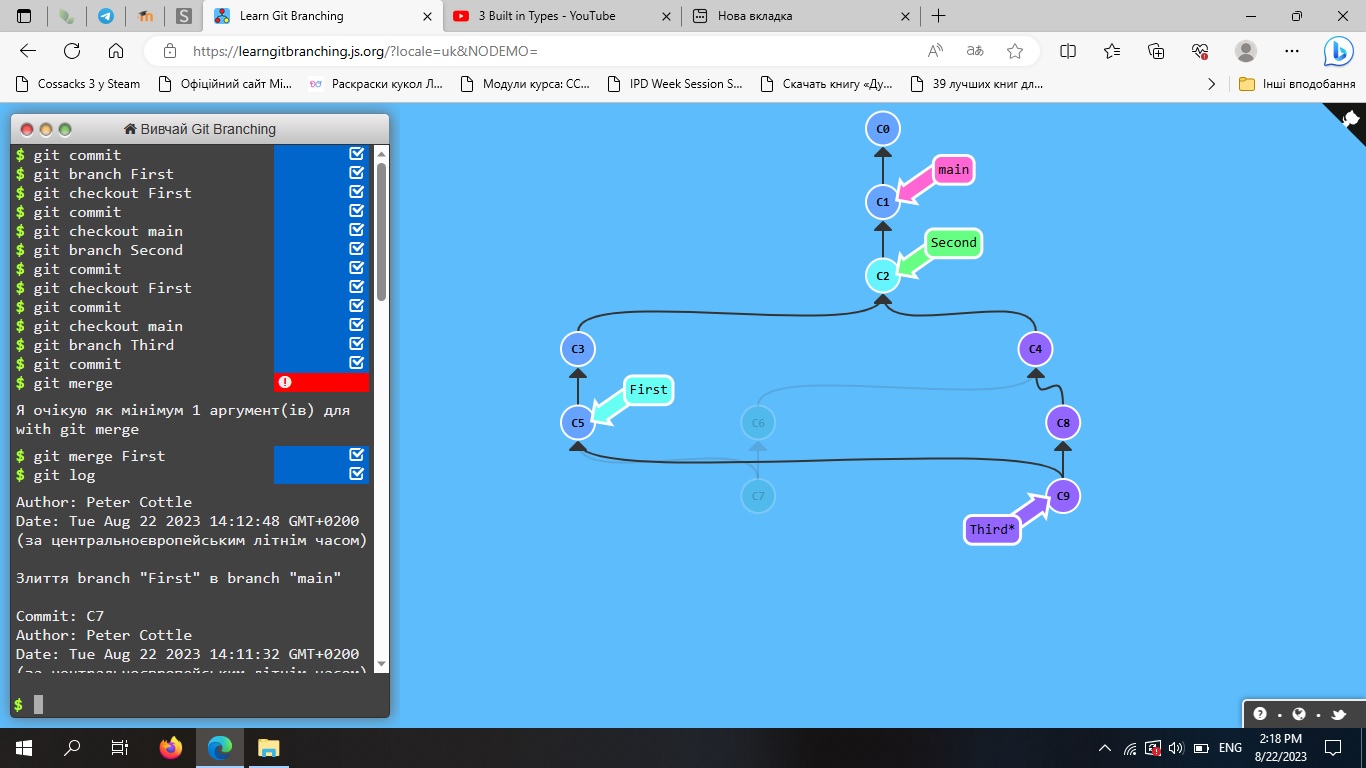 Learn Git Branching
3 Built in Types - YouTube
Нова вкладка
https://learngitbranching.js.org/?locale=uk&NODEMO=
Cossacks 3 у Steam
Офіційний сайт Мі...
Раскраски кукол Л...
Модули курса: CC...
IPD Week Session S...
Скачать книгу «Ду...
39 лучших книг дл...
Інші вподобання
Вивчай Git Branching
$ git commit
$ git branch First
$ git checkout First
$ git commit
$ git checkout main
$ git branch Second
$ git commit
$ git checkout First
$ git commit
$ git checkout main
$ git branch Third
$ git commit
$ git merge
Я очікую як мінімум 1 аргумент(ів) для
with git merge
$ git merge First
$ git log
Author: Peter Cottle
Date: Tue Aug 22 2023 14:12:48 GMT+0200
(за центральноєвропейським літнім часом)
Злиття branch "First" в branch "main"
Commit: C7
Author: Peter Cottle
Date: Tue Aug 22 2023 14:11:32 GMT+0200
(за центральноєвропейським літнім часом)
$
C0
main
C1
Second
C2
C3
C4
First
C5
C6
C8
C7
C9
Third*
ENG
2:18 PM
8/22/2023